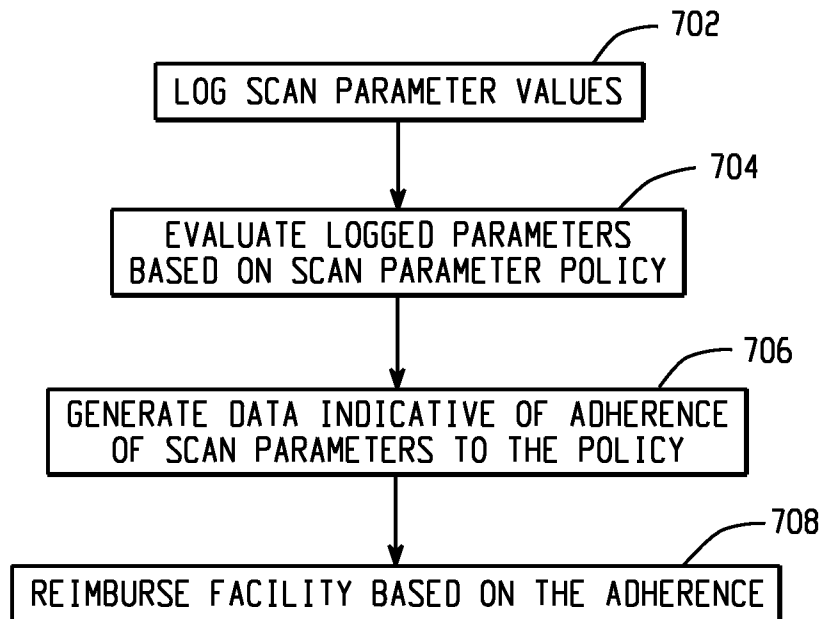 702
LOG SCAN PARAMETER VALUES
704
EVALUATE LOGGED PARAMETERS
BASED ON SCAN PARAMETER POLICY
706
GENERATE DATA INDICATIVE OF ADHERENCE
OF SCAN PARAMETERS TO THE POLICY
708
REIMBURSE FACILITY BASED ON THE ADHERENCE